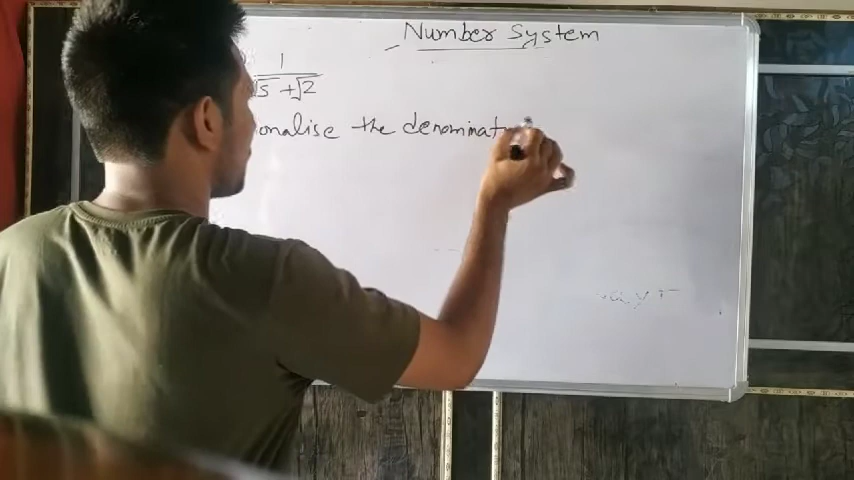 Number System
1
√5 + √2
onalise the denominat